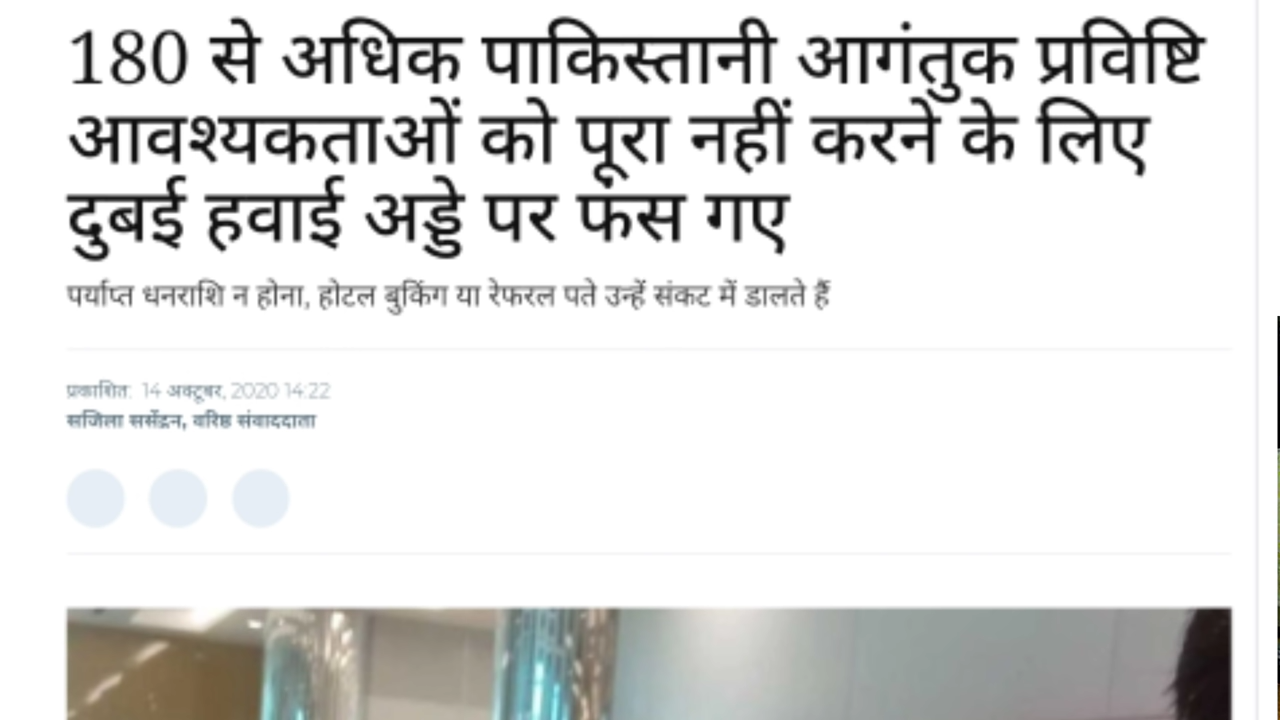 180 से अधिक पाकिस्तानी आगंतुक प्रविष्टि
आवश्यकताओं को पूरा नहीं करने के लिए
दुबई हवाई अड्डे पर फंस गए
पर्याप्त धनराशि न होना, होटल बुकिंग या रेफरल पते उन्हें संकट में डालते हैं
प्रकाशित: 14 अक्टूबर, 2020 14:22
सजिला ससेंद्रन, वरिष्ठ संवाददाता